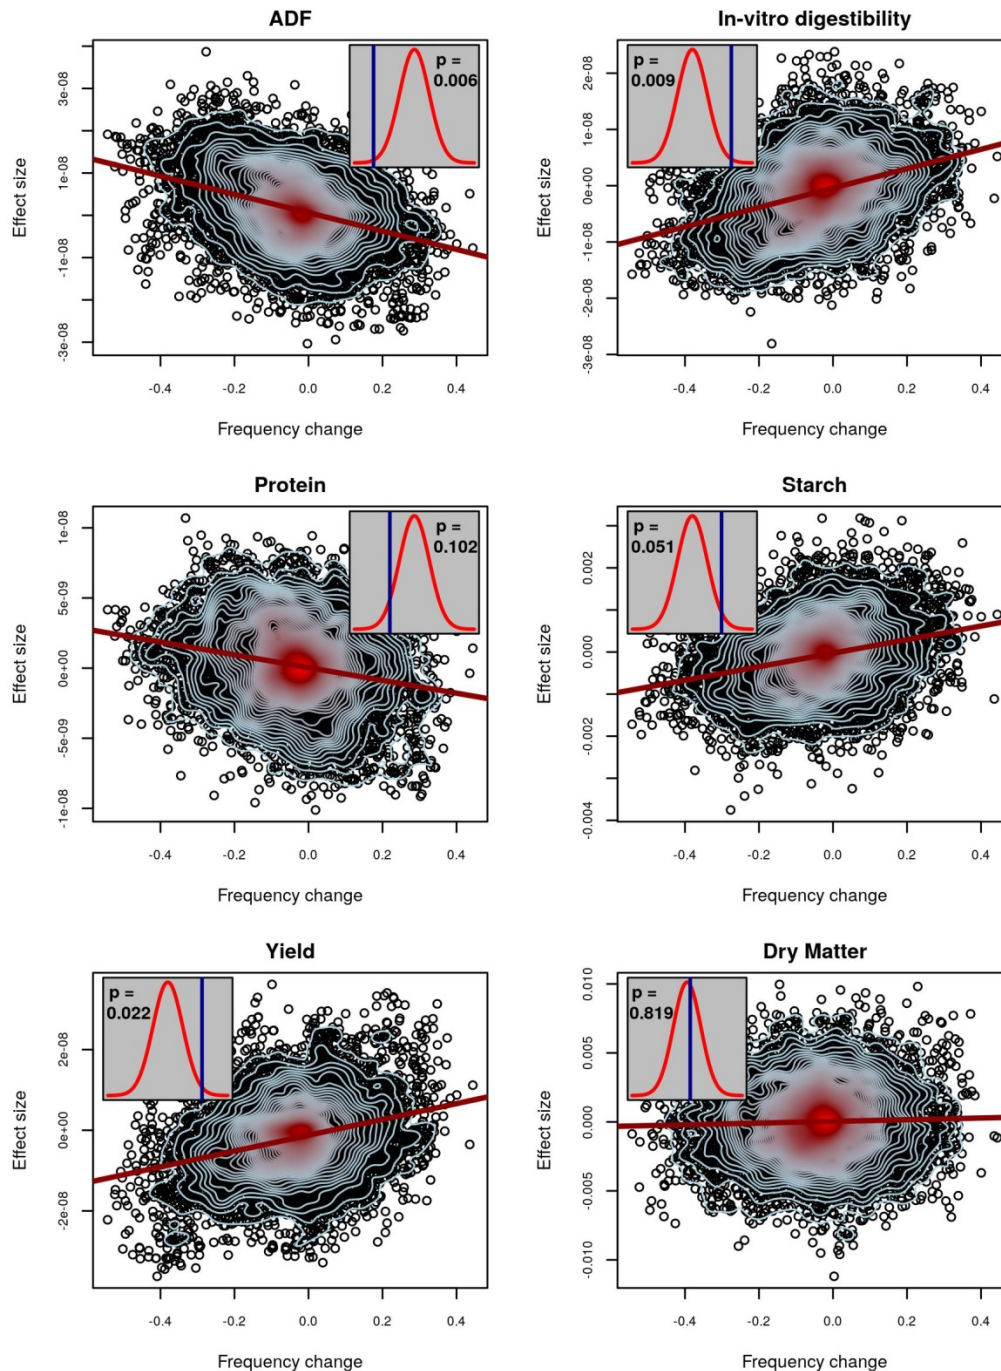 ADF
In-vitro digestibility
Effect size
3e-08
1e-08
-1e-08
-3e-08
p =
0.006
-0.4 -0.2 0.0 0.2 0.4
Frequency change
Effect size
2e-08
1e-08
0e+00
-1e-08
-2e-08
-3e-08
p =
0.009
-0.4 -0.2 0.0 0.2 0.4
Frequency change
Protein
Starch
Effect size
1e-08
5e-09
0e+00
-5e-09
-1e-08
p =
0.102
-0.4 -0.2 0.0 0.2 0.4
Frequency change
Effect size
0.002
0.000
-0.002
-0.004
p =
0.051
-0.4 -0.2 0.0 0.2 0.4
Frequency change
Yield
Dry Matter
Effect size
2e-08
0e+00
-2e-08
p =
0.022
-0.4 -0.2 0.0 0.2 0.4
Frequency change
Effect size
0.010
0.005
0.000
-0.005
-0.010
p =
0.819
-0.4 -0.2 0.0 0.2 0.4
Frequency change